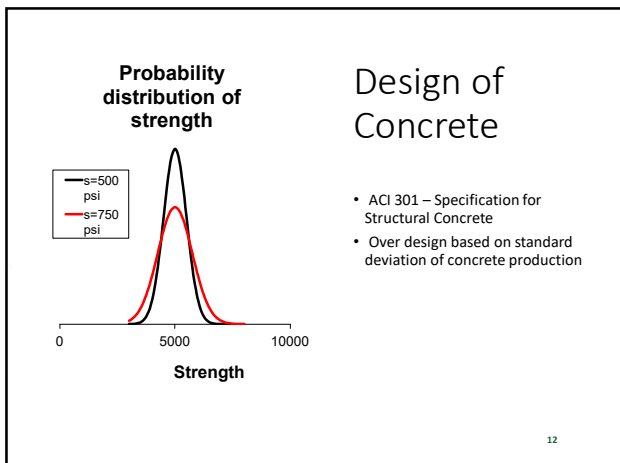 Probability
distribution of
strength
s=500
psi
s=750
psi
0
5000
10000
Strength
Design of
Concrete
• ACI 301 – Specification for
Structural Concrete
• Over design based on standard
deviation of concrete production
12